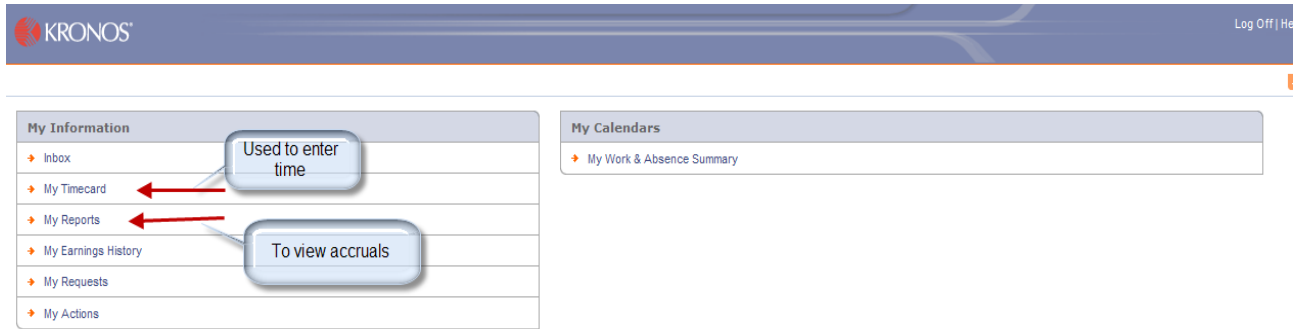 KRONOS
Log Off | He
My Information
Inbox
My Timecard
My Reports
My Earnings History
My Requests
My Actions
Used to enter
time
To view accruals
My Calendars
My Work & Absence Summary